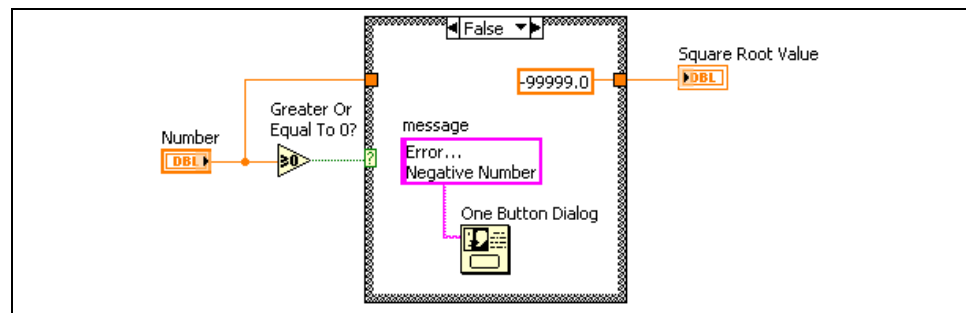 False
Square Root Value
-99999.0
DBL
Greater Or
Equal To 0?
message
Number
Error...
Negative Number
DBL
≥0
?
One Button Dialog